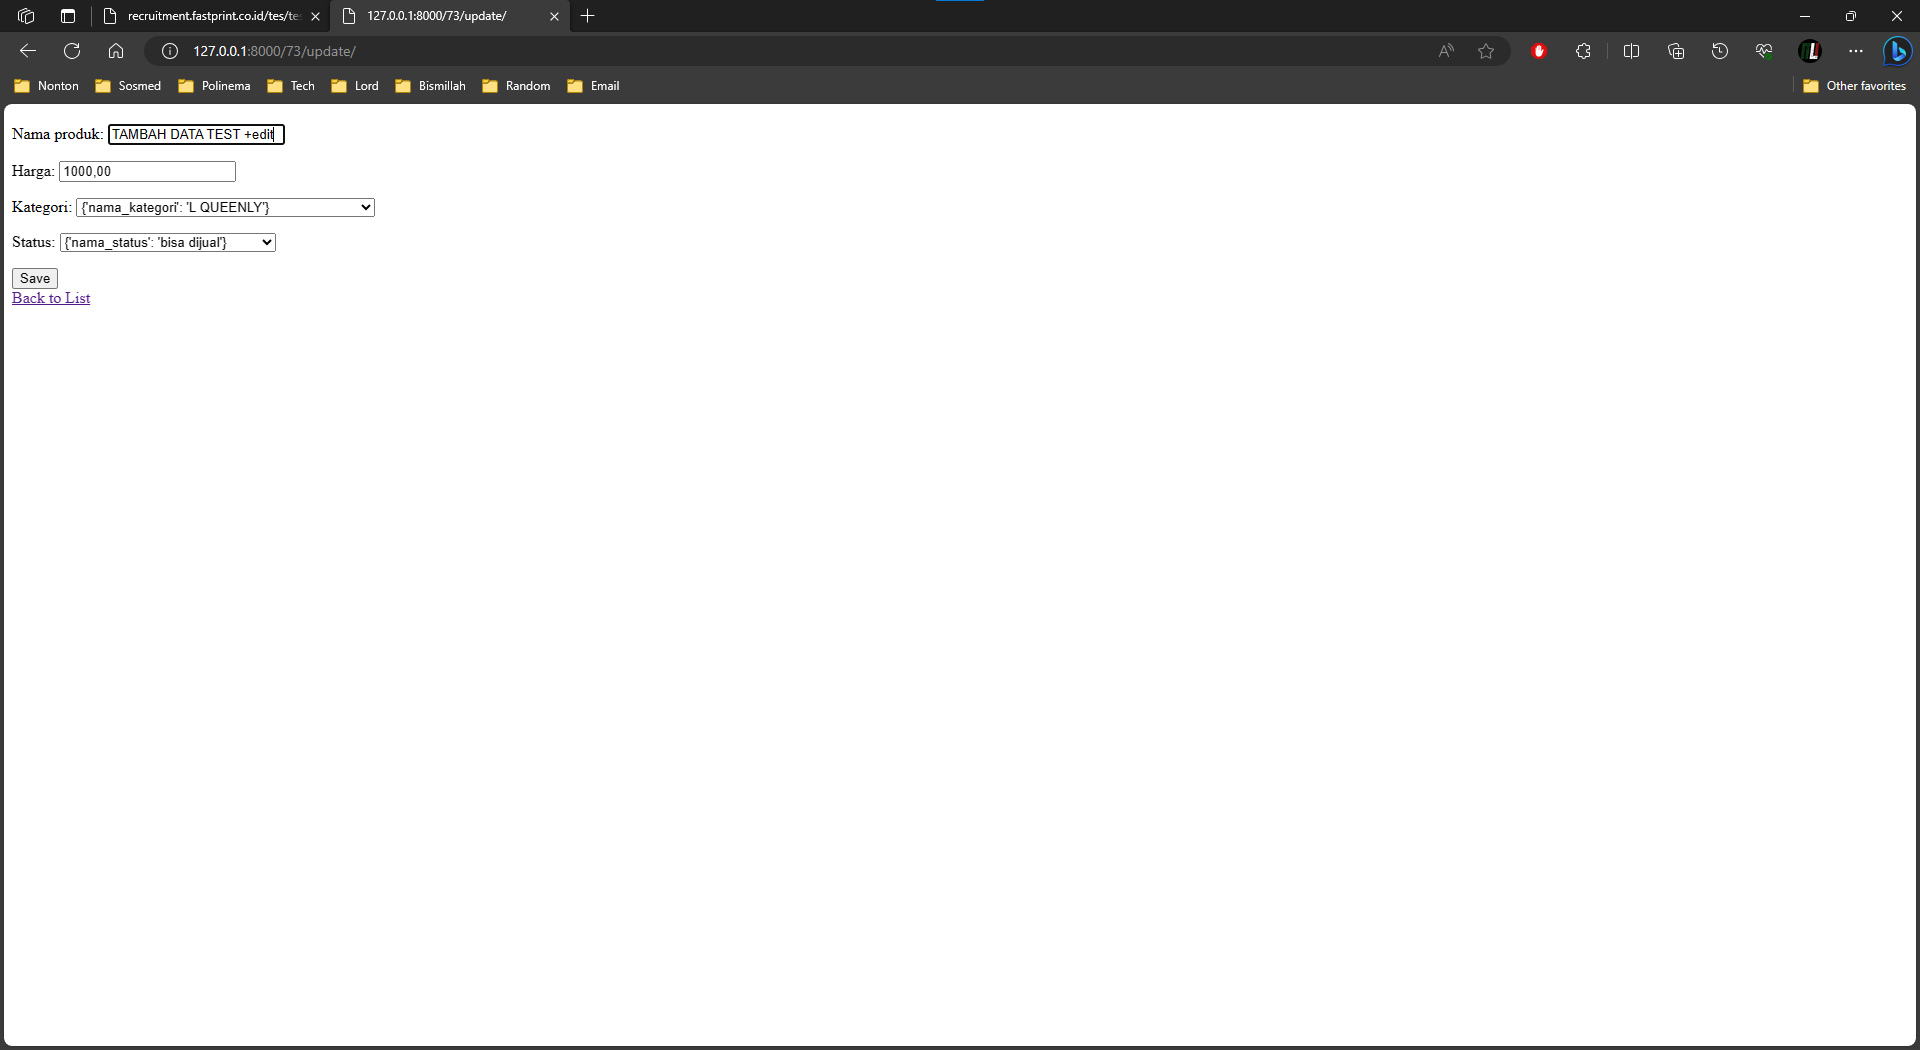 recruitment.fastprint.co.id/tes/tes
127.0.0.1:8000/73/update/
127.0.0.1:8000/73/update/
Nonton Sosmed Polinema Tech Lord Bismillah Random Email Other favorites
Nama produk: TAMBAH DATA TEST +edit
Harga: 1000,00
Kategori: {'nama_kategori': 'L QUEENLY'}
Status: {'nama_status': 'bisa dijual'}
Save
Back to List